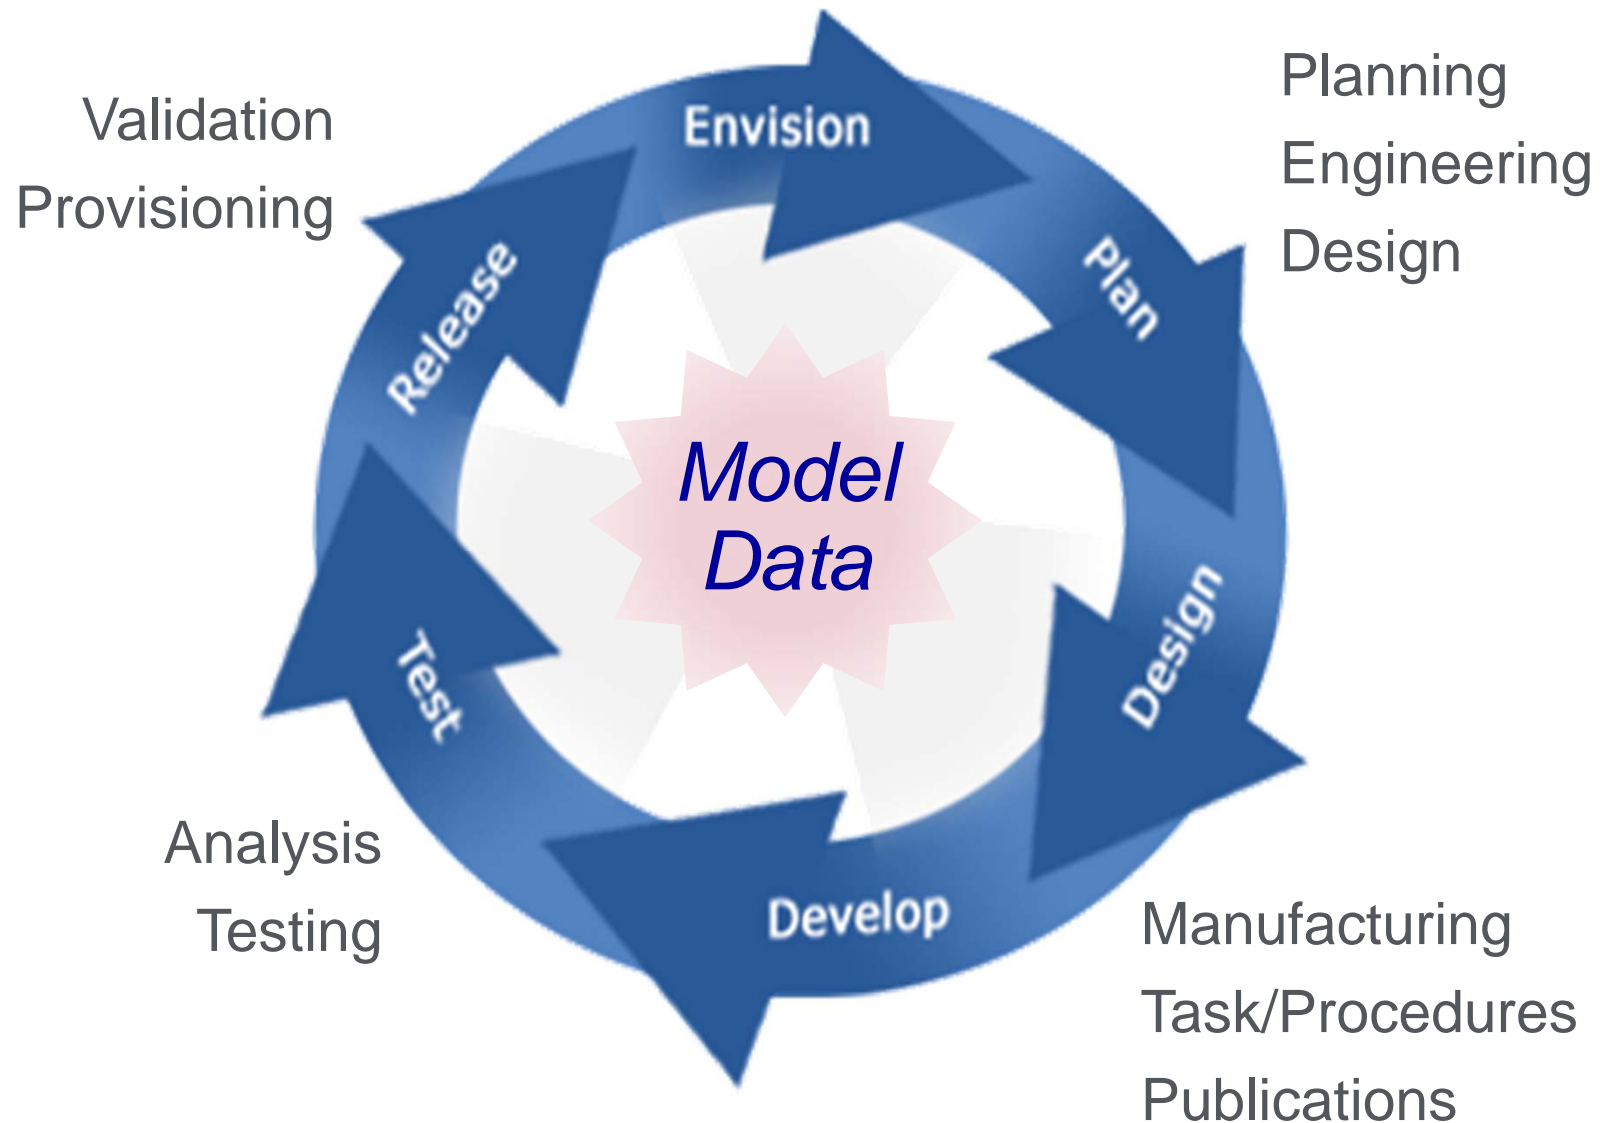 Validation
Provisioning
Planning
Engineering
Design
Envision
Plan
Design
Develop
Test
Release
Model
Data
Analysis
Testing
Manufacturing
Task/Procedures
Publications